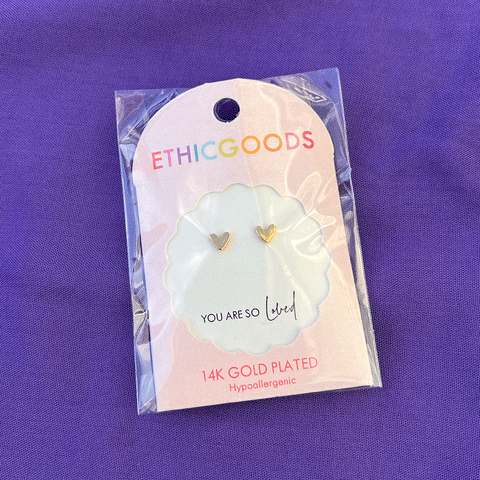 ETHICGOODS
YOU ARE SO Loved
14K GOLD PLATED
Hypoallergenic